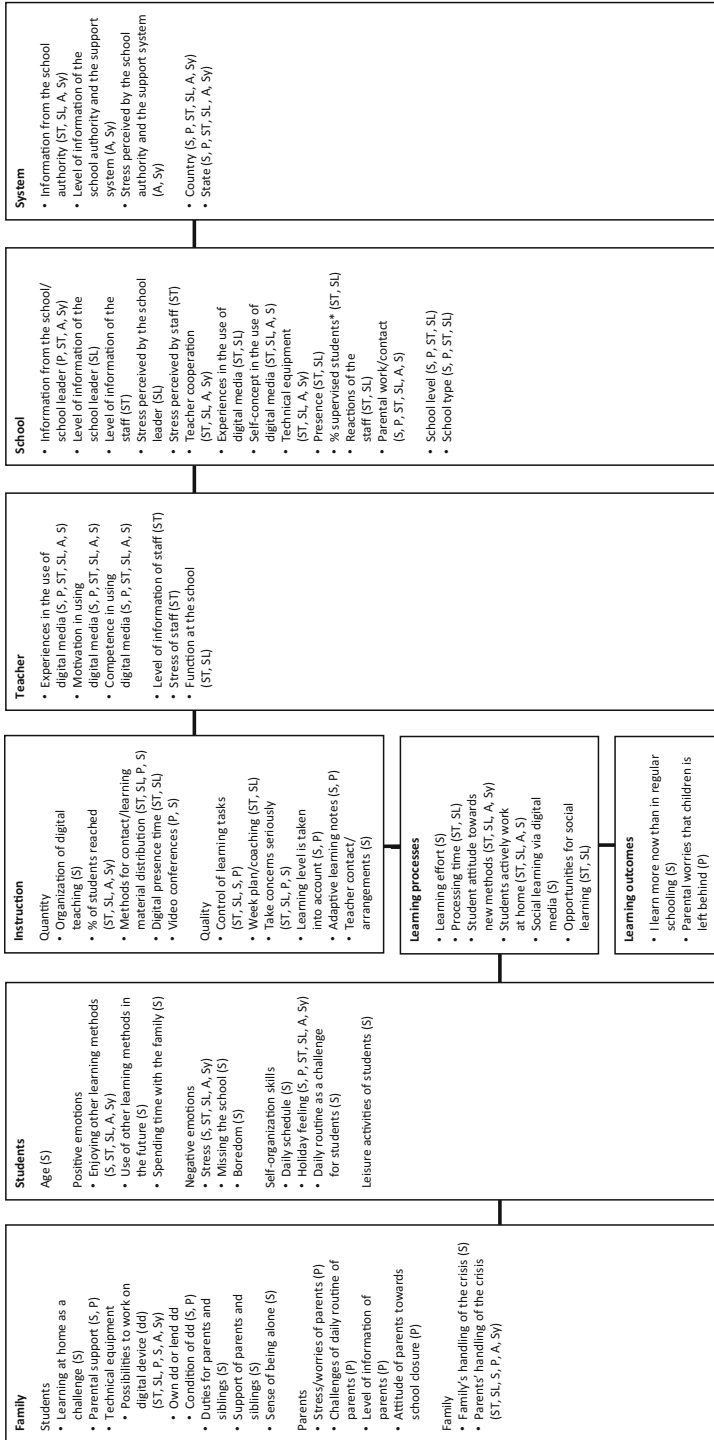 Family
Students
• Learning at home as a
challenge (S)
• Parental support (S, P)
• Technical equipment
• Possibilities to work on
digital device (dd)
(ST, SL, P, S, A, Sy)
• Own dd or lend dd
• Condition of dd (S, P)
• Duties for parents and
siblings (S)
• Support of parents and
siblings (S)
• Sense of being alone (S)
Parents
• Stress/worries of parents (P)
• Challenges of daily routine of
parents (P)
• Level of information of
parents (P)
• Attitude of parents towards
school closure (P)
Family
• Family's handling of the crisis (S)
• Parents' handling of the crisis
(ST, SL, S, P, A, Sy)
Students
Age (S)
Positive emotions
• Enjoying other learning methods
(S, ST, SL, A, Sy)
• Use of other learning methods in
the future (S)
• Spending time with the family (S)
Negative emotions
• Stress (S, ST, SL, A, Sy)
• Missing the school (S)
• Boredom (S)
Self-organization skills
• Daily schedule (S)
• Holiday feeling (S, P, ST, SL, A, Sy)
• Daily routine as a challenge
for students (S)
Leisure activities of students (S)
Instruction
Quantity
• Organization of digital
teaching (S)
• % of students reached
(ST, SL, A, Sy)
• Methods for contact/learning
material distribution (ST, SL, P, S)
• Digital presence time (ST, SL)
• Video conferences (P, S)
Quality
• Control of learning tasks
(ST, SL, S, P)
• Week plan/coaching (ST, SL)
• Take concerns seriously
(ST, SL, P, S)
• Learning level is taken
into account (S, P)
• Adaptive learning notes (S, P)
• Teacher contact/
arrangements (S)
Learning processes
• Learning effort (S)
• Processing time (ST, SL)
• Student attitude towards
new methods (ST, SL, A, Sy)
• Students actively work
at home (ST, SL, A, S)
• Social learning via digital
media (S)
• Opportunities for social
learning (ST, SL)
Learning outcomes
• I learn more now than in regular
schooling (S)
• Parental worries that children is
left behind (P)
Teacher
• Experiences in the use of
digital media (S, P, ST, SL, A, S)
• Motivation in using
digital media (S, P, ST, SL, A, S)
• Competence in using
digital media (S, P, ST, SL, A, S)
• Level of information of staff (ST)
• Stress of staff (ST)
• Function at the school
(ST, SL)
School
• Information from the school/
school leader (P, ST, A, Sy)
• Level of information of the
school leader (SL)
• Level of information of the
staff (ST)
• Stress perceived by the school
leader (SL)
• Stress perceived by staff (ST)
• Teacher cooperation
(ST, SL, A, Sy)
• Experiences in the use of
digital media (ST, SL)
• Self-concept in the use of
digital media (ST, SL, A, S)
• Technical equipment
(ST, SL, A, Sy)
• Presence (ST, SL)
• % supervised students* (ST, SL)
• Reactions of the
staff (ST, SL)
• Parental work/contact
(S, P, ST, SL, A, S)
• School level (S, P, ST, SL)
• School type (S, P, ST, SL)
System
• Information from the school
authority (ST, SL, A, Sy)
• Level of information of the
school authority and the support
system (A, Sy)
• Stress perceived by the school
authority and the support system
(A, Sy)
• Country (S, P, ST, SL, A, Sy)
• State (S, P, ST, SL , A, Sy)